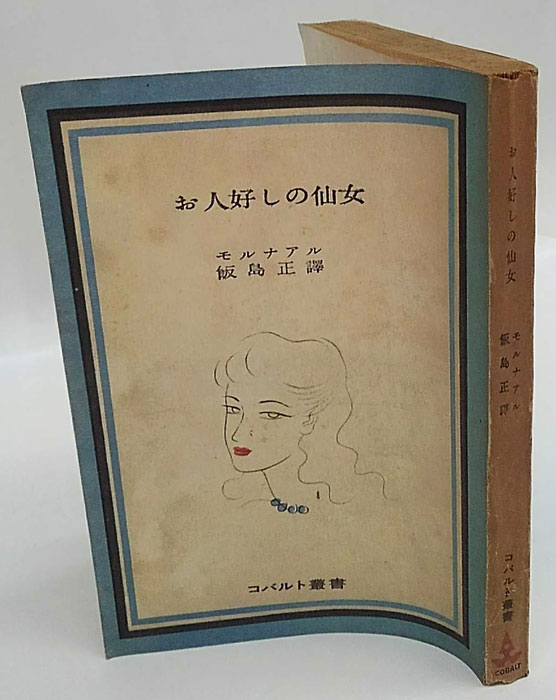 お人好しの仙女
モルナアル
飯島正譯
コバルト叢書
お人好しの仙女
モルナアル
飯島正譯
コバルト叢書
COBALT